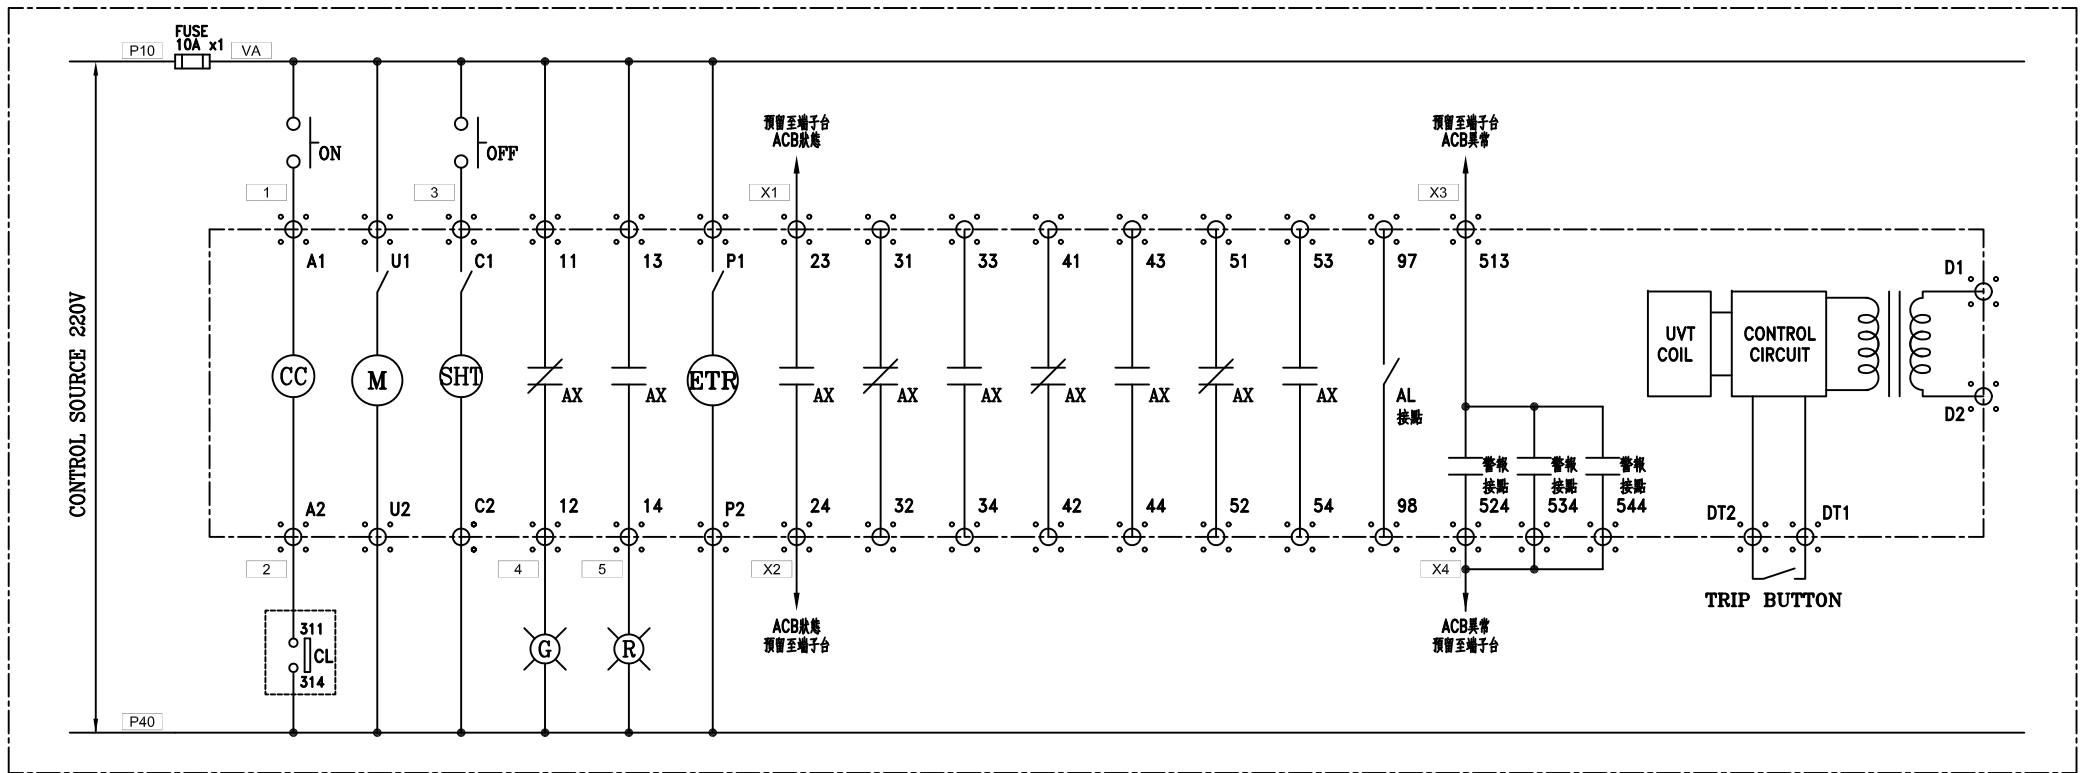 FUSE
10A x1
P10
VA
ON
OFF
預留至端子台
ACB狀態
預留至端子台
ACB異常
1
3
X1
X3
A1
U1
C1
11
13
P1
23
31
33
41
43
51
53
97
513
D1
CONTROL SOURCE 220V
UVT
COIL
CONTROL
CIRCUIT
CC
M
SHT
AX
AX
ETR
AX
AX
AX
AX
AX
AX
AX
AL
接點
D2
警報
接點
警報
接點
警報
接點
A2
U2
C2
12
14
P2
24
32
34
42
44
52
54
98
524
534
544
DT2
DT1
2
4
5
X2
X4
TRIP BUTTON
311
CL
314
G
R
ACB狀態
預留至端子台
ACB異常
預留至端子台
P40